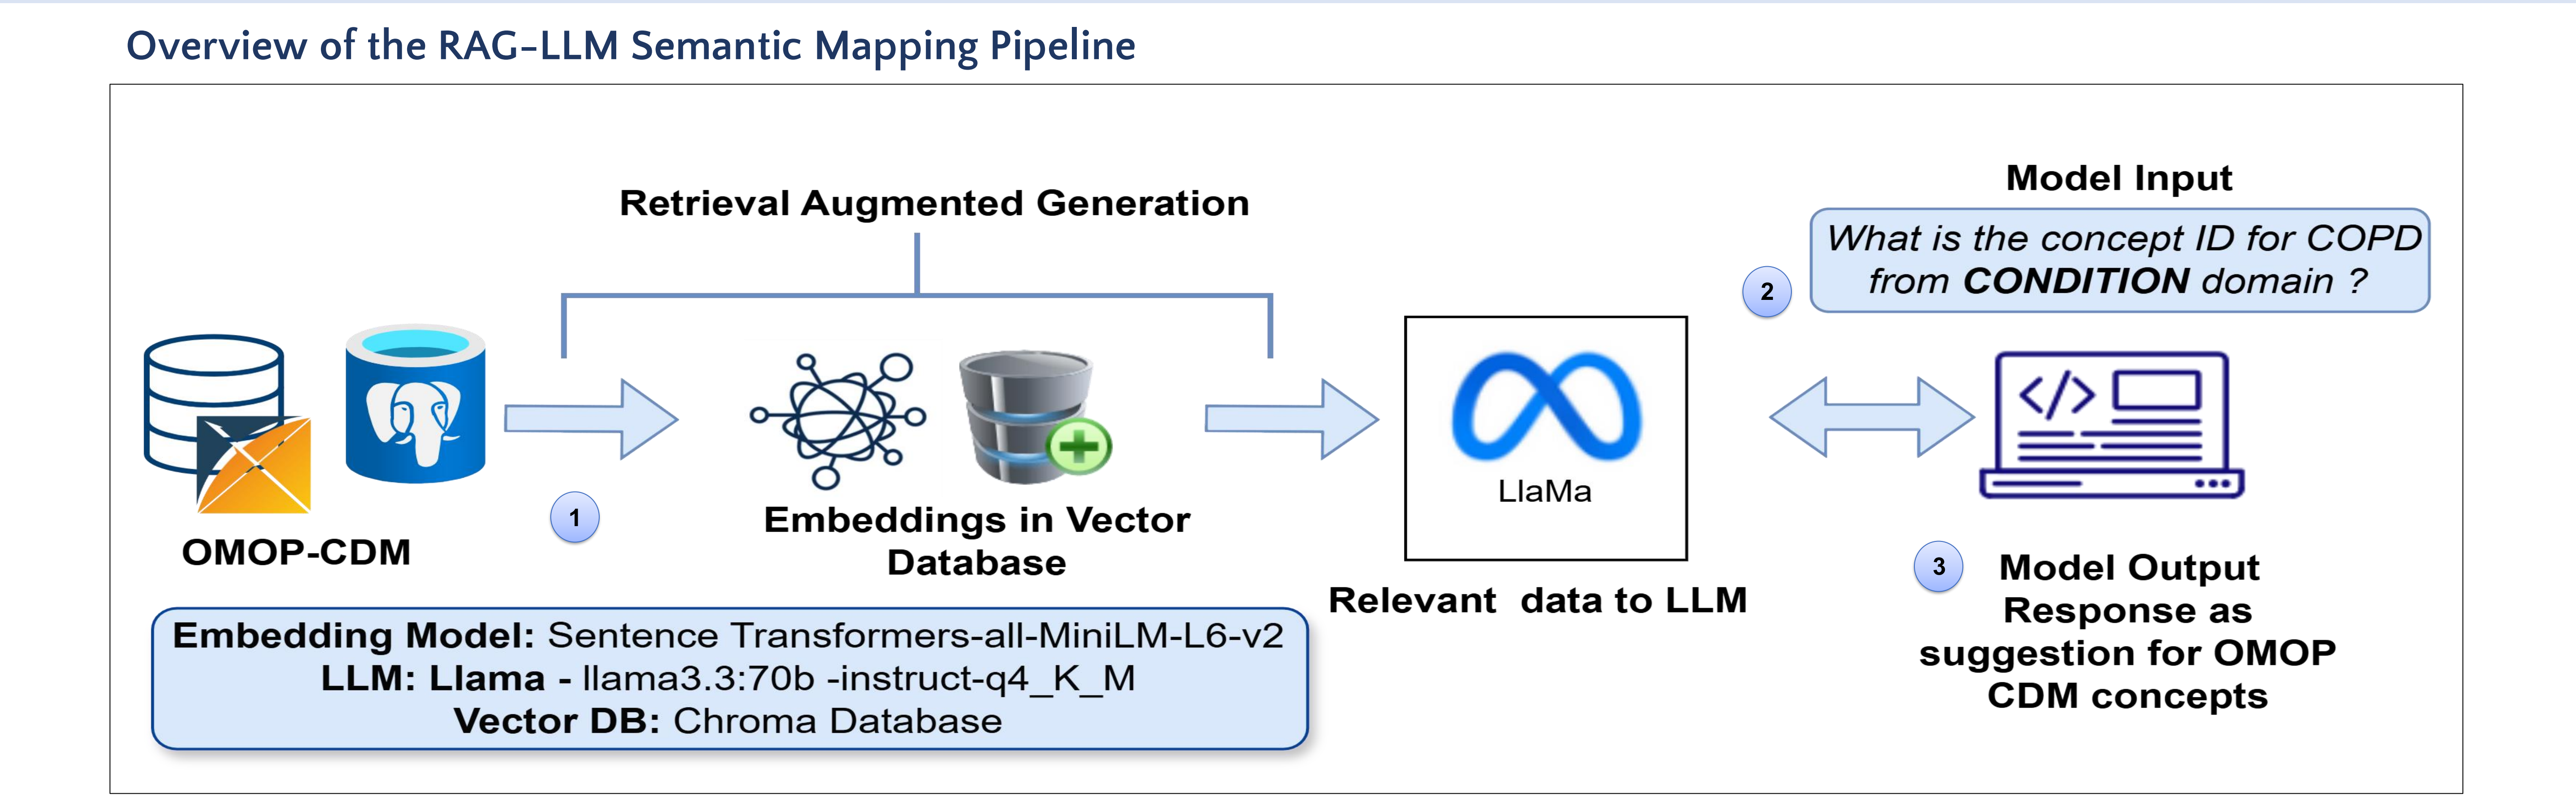 Overview of the RAG-LLM Semantic Mapping Pipeline
Retrieval Augmented Generation
Model Input
What is the concept ID for COPD
from CONDITION domain ?
2
</>
LlaMa
1
OMOP-CDM
Embeddings in Vector
Database
Relevant  data to LLM
3
Model Output
Response as
suggestion for OMOP
CDM concepts
Embedding Model: Sentence Transformers-all-MiniLM-L6-v2
LLM: Llama - llama3.3:70b -instruct-q4_K_M
Vector DB: Chroma Database